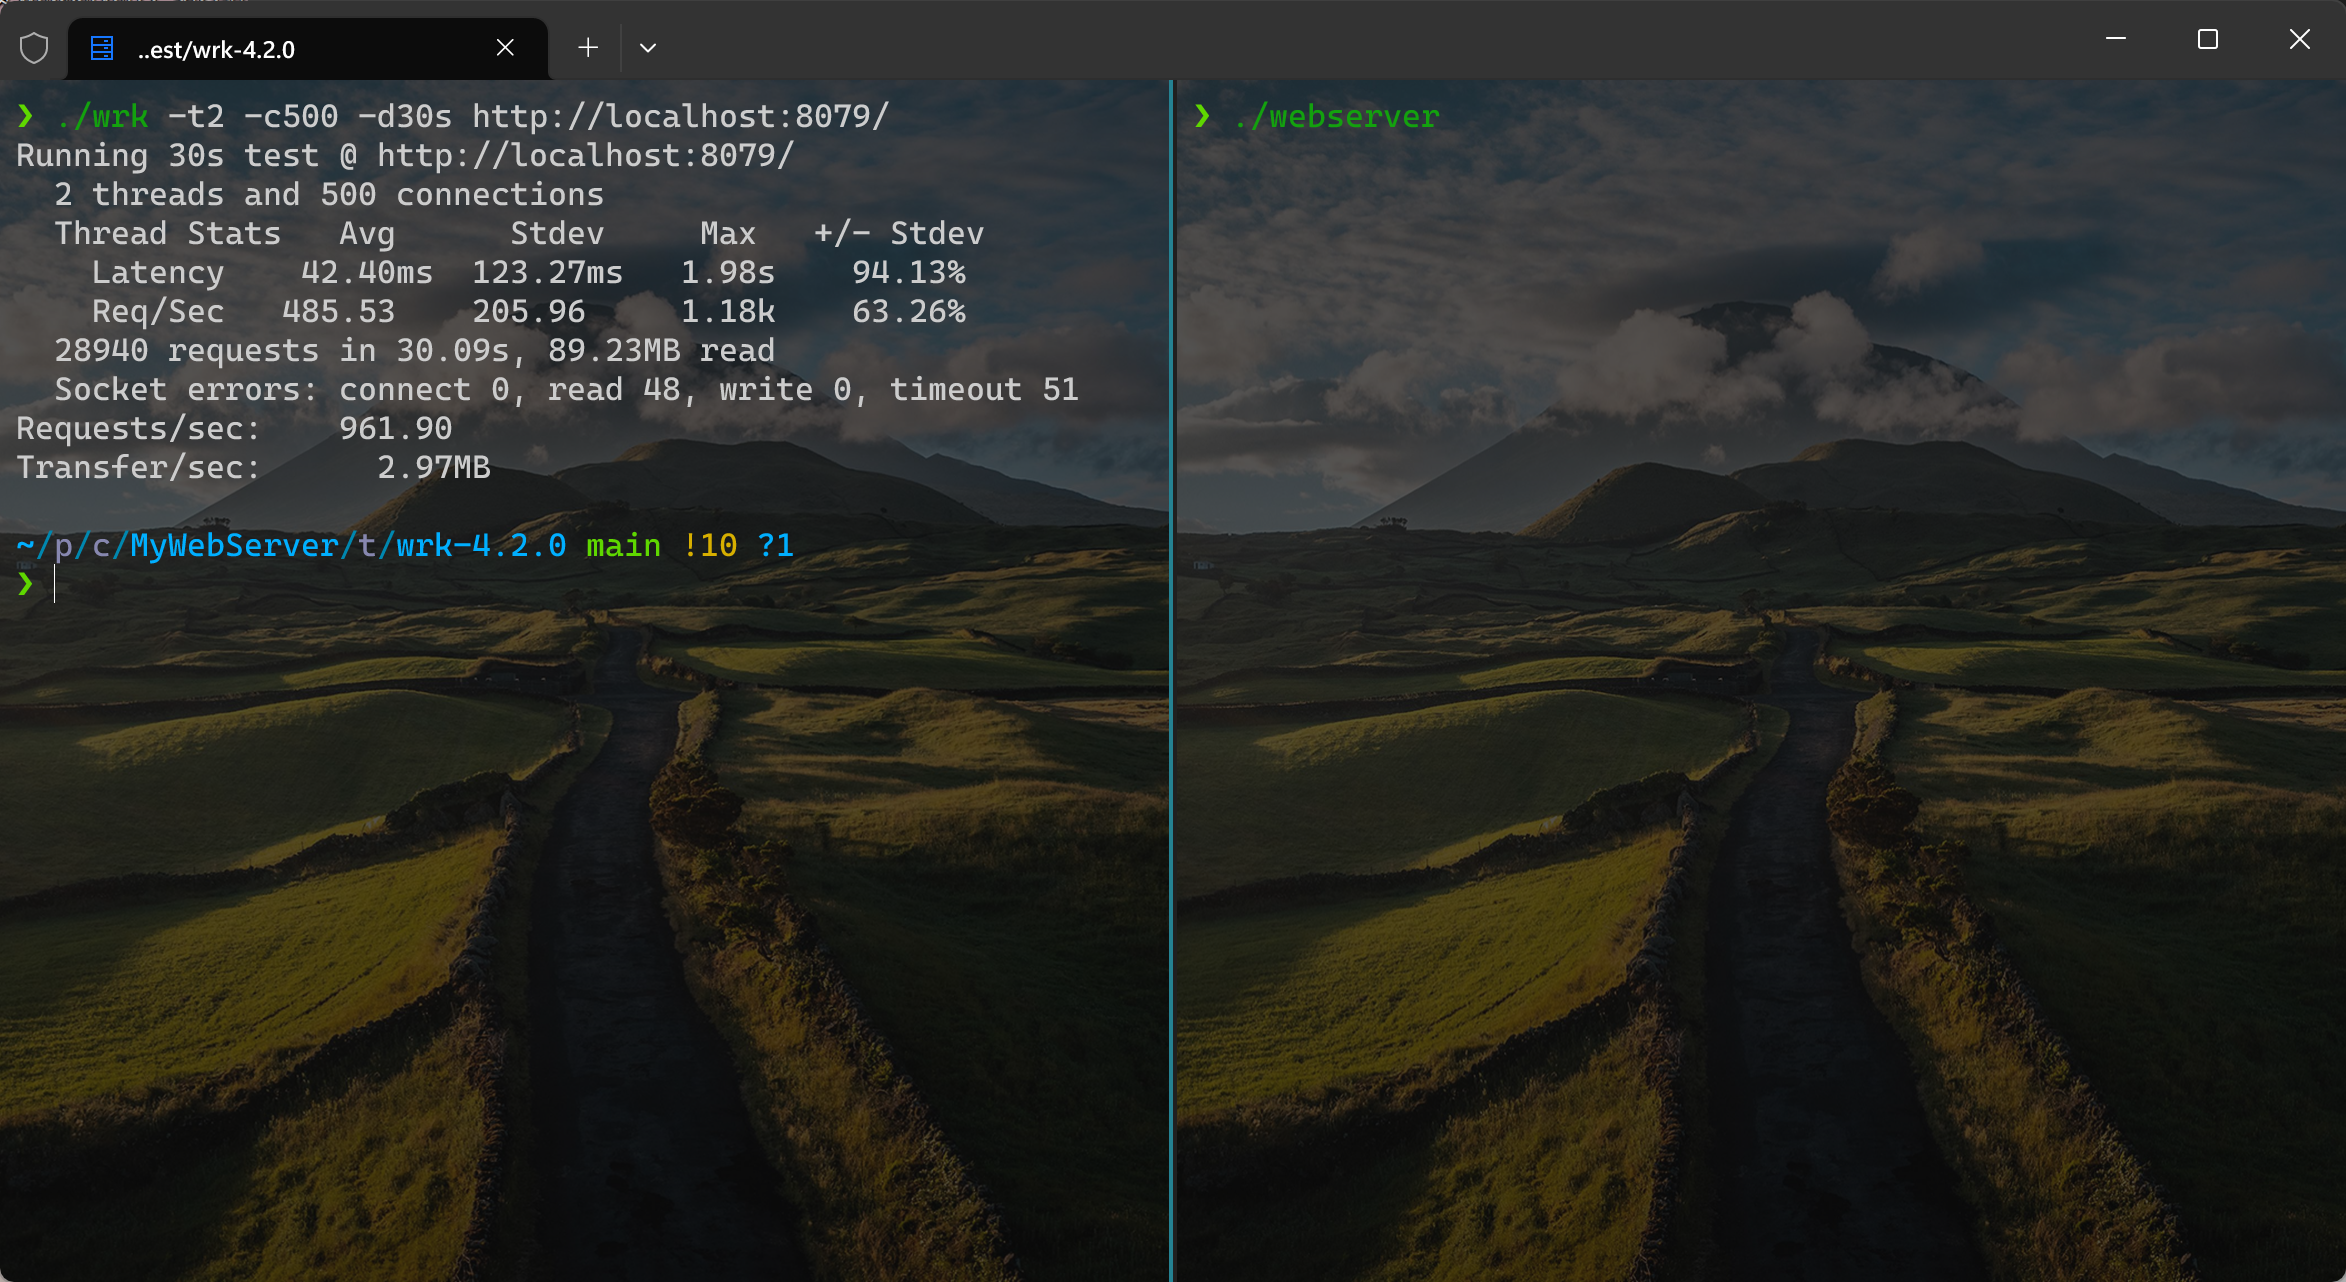 ..est/wrk-4.2.0
❯ ./wrk -t2 -c500 -d30s http://localhost:8079/
Running 30s test @ http://localhost:8079/
  2 threads and 500 connections
  Thread Stats   Avg      Stdev     Max   +/- Stdev
    Latency    42.40ms  123.27ms   1.98s    94.13%
    Req/Sec   485.53    205.96     1.18k    63.26%
  28940 requests in 30.09s, 89.23MB read
  Socket errors: connect 0, read 48, write 0, timeout 51
Requests/sec:    961.90
Transfer/sec:      2.97MB
~/p/c/MyWebServer/t/wrk-4.2.0 main !10 ?1
❯
❯ ./webserver